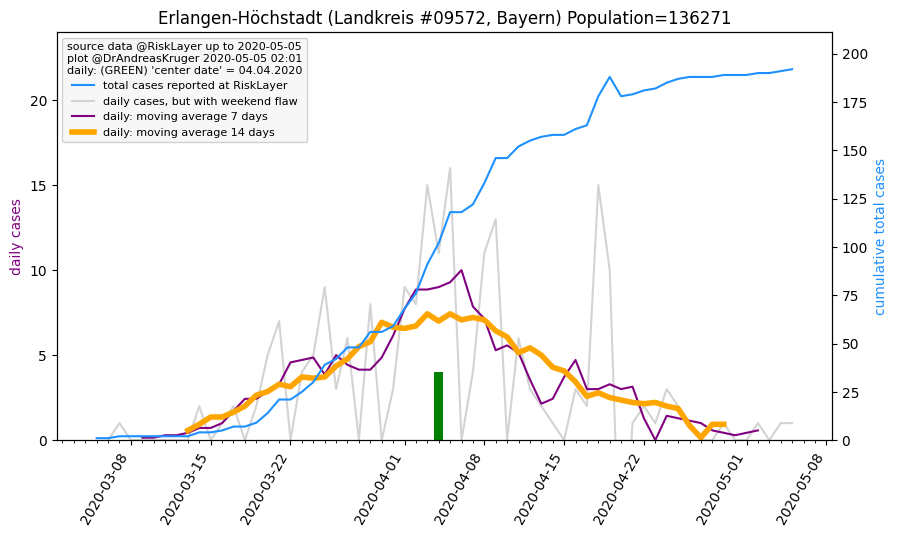 Erlangen-Höchstadt (Landkreis #09572, Bayern) Population=136271
source data @RiskLayer up to 2020-05-05
plot @DrAndreasKruger 2020-05-05 02:01
daily: (GREEN) 'center date' = 04.04.2020
total cases reported at RiskLayer
daily cases, but with weekend flaw
daily: moving average 7 days
daily: moving average 14 days
daily cases
20
15
10
5
0
cumulative total cases
200
175
150
125
100
75
50
25
0
2020-03-08
2020-03-15
2020-03-22
2020-04-01
2020-04-08
2020-04-15
2020-04-22
2020-05-01
2020-05-08